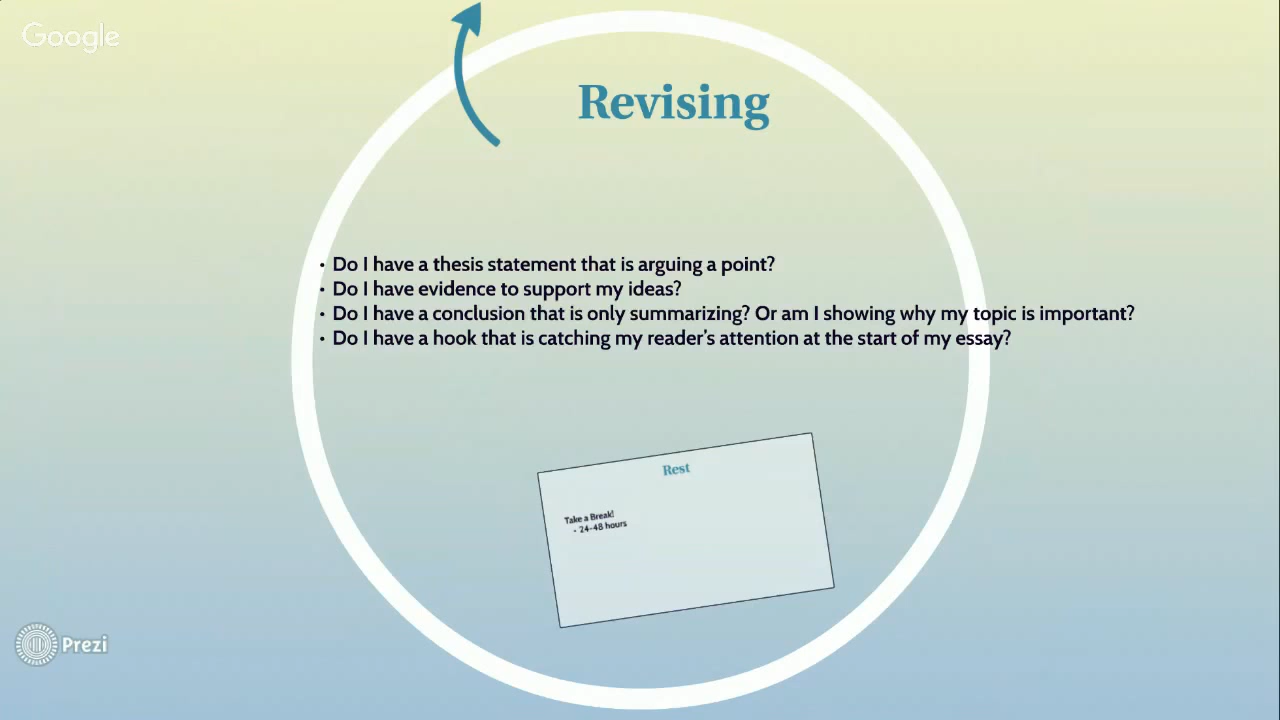 Google
Revising
• Do I have a thesis statement that is arguing a point?
• Do I have evidence to support my ideas?
• Do I have a conclusion that is only summarizing? Or am I showing why my topic is important?
• Do I have a hook that is catching my reader’s attention at the start of my essay?
Rest
Take a Break!
• 24-48 hours
Prezi